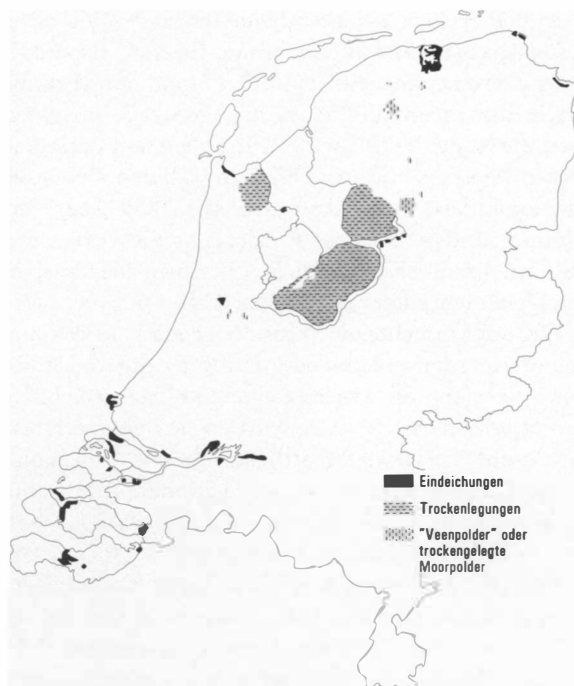 Eindeichungen
Trockenlegungen
"Veenpolder" oder
trockengelegte
Moorpolder